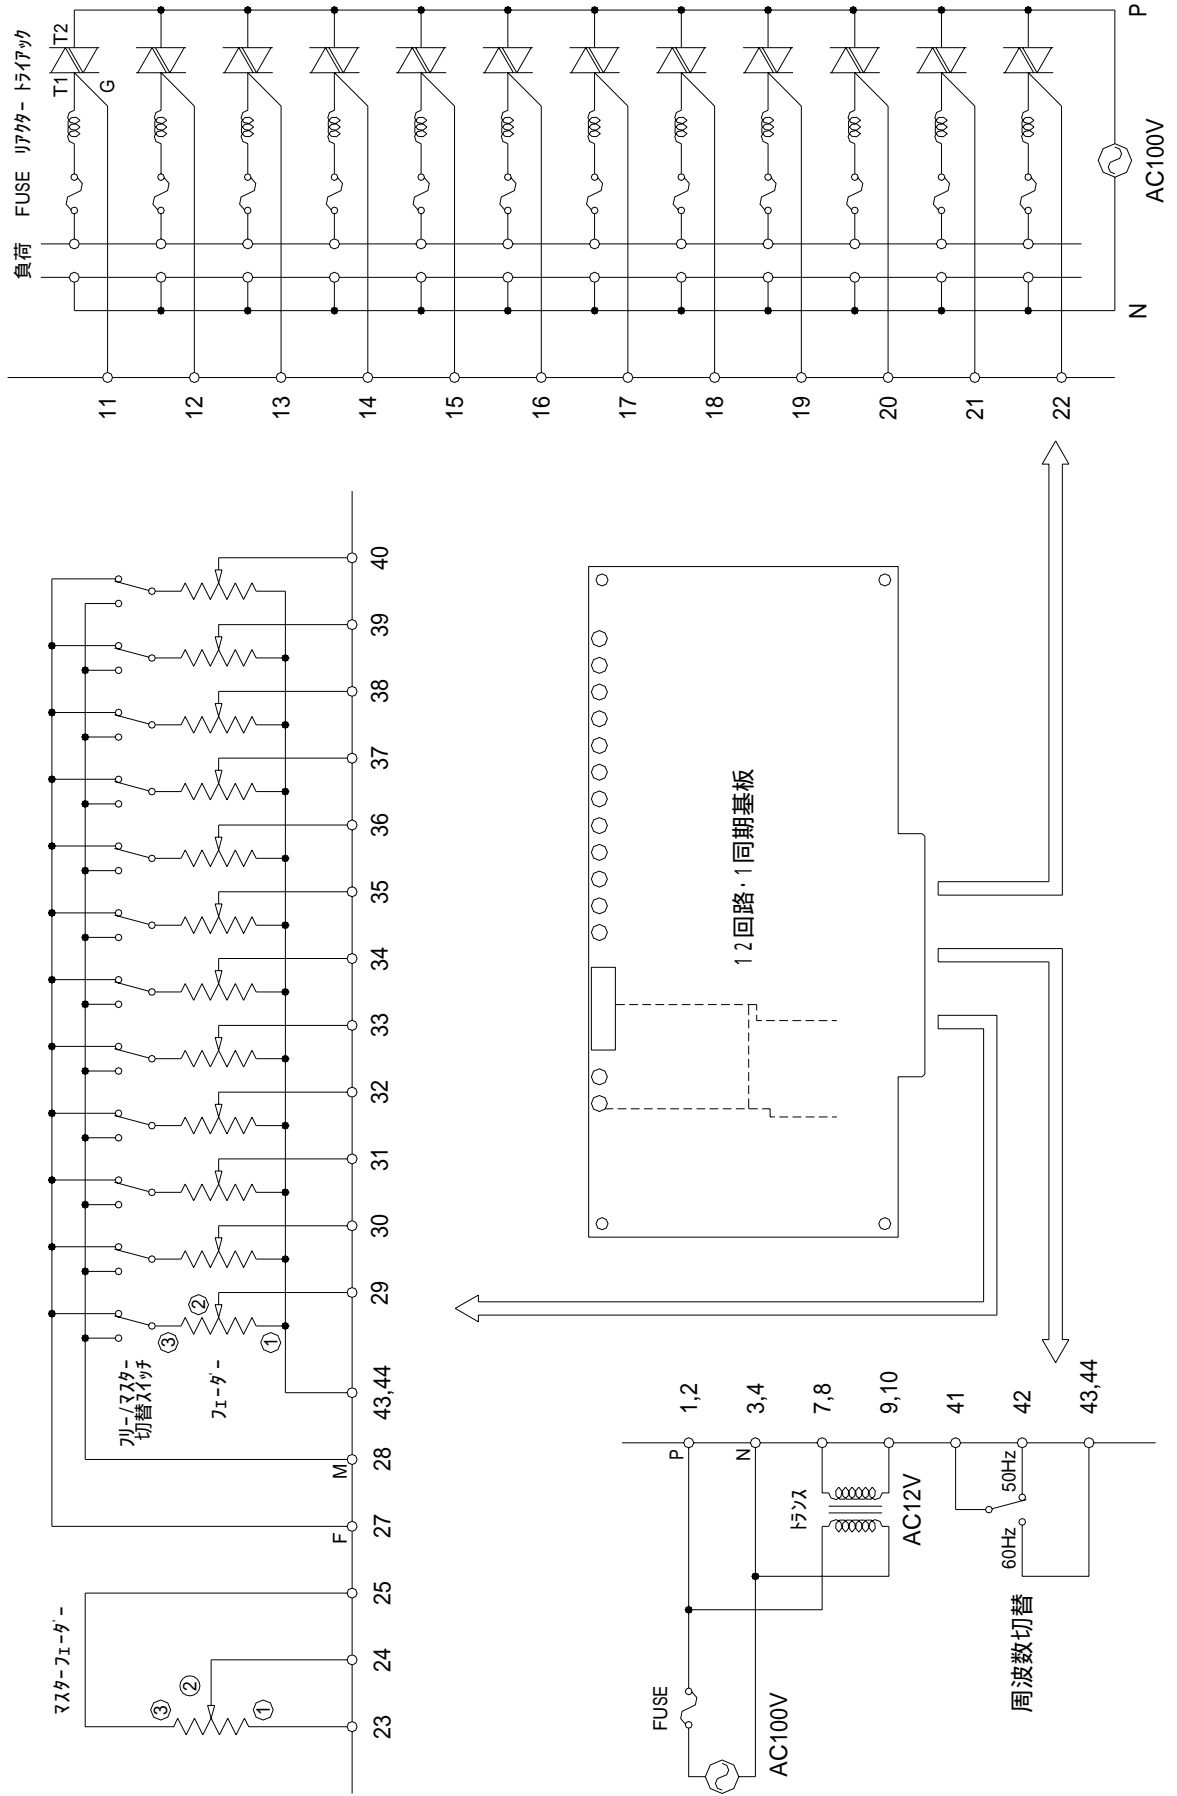 マスターフェーダー
③
②
①
23
24
25
F
27
M
28
43,44
フリー/マスター
切替スイッチ
フェーダー
③
②
①
29
30
31
32
33
34
35
36
37
38
39
40
負荷
FUSE
リアクター
トライアック
T1
T2
G
11
12
13
14
15
16
17
18
19
20
21
22
N
P
AC100V
12回路・1同期基板
FUSE
AC100V
P
N
トランス
AC12V
周波数切替
60Hz
50Hz
1,2
3,4
7,8
9,10
41
42
43,44